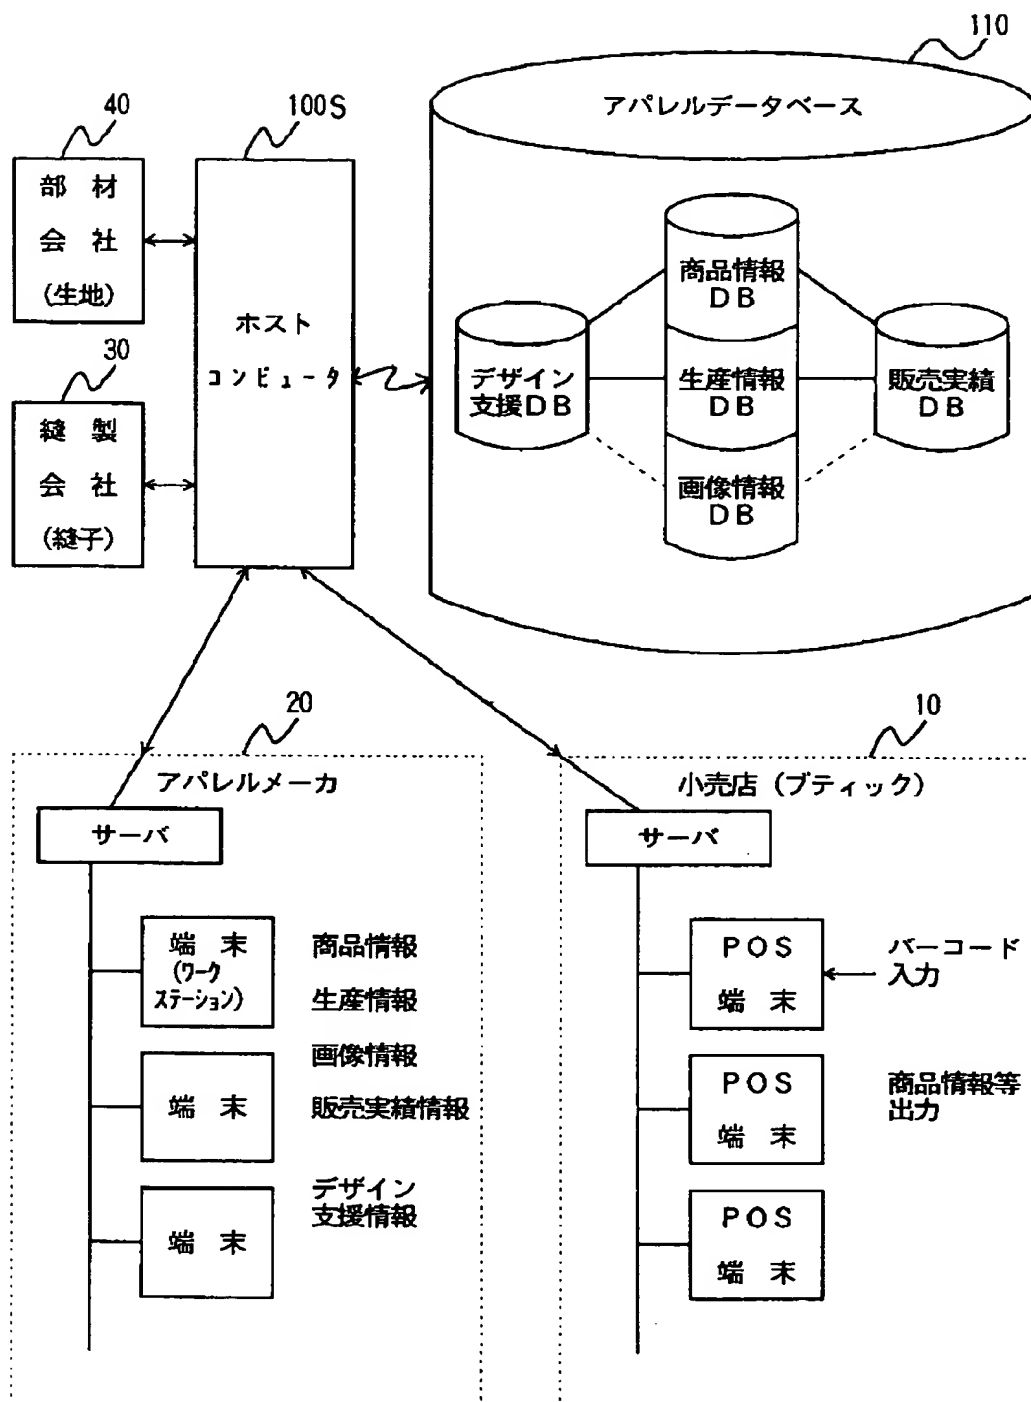 110
アパレルデータベース
40
100S
部 材
会 社
(生地)
ホスト
コンピュータ
30
縫 製
会 社
(縫子)
商品情報
DB
デザイン
支援DB
生産情報
DB
販売実績
DB
画像情報
DB
20
アパレルメーカ
サーバ
端 末
(ワーク
ステーション)
端 末
端 末
商品情報
生産情報
画像情報
販売実績情報
デザイン
支援情報
10
小売店(ブティック)
サーバ
POS
端 末
バーコード
入力
POS
端 末
商品情報等
出力
POS
端 末